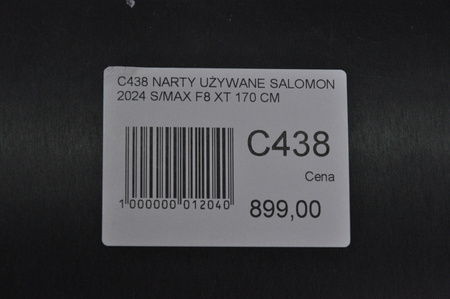 C438 NARTY UŻYWANE SALOMON
2024 S/MAX F8 XT 170 CM
C438
Cena
899,00
1 000000 012040